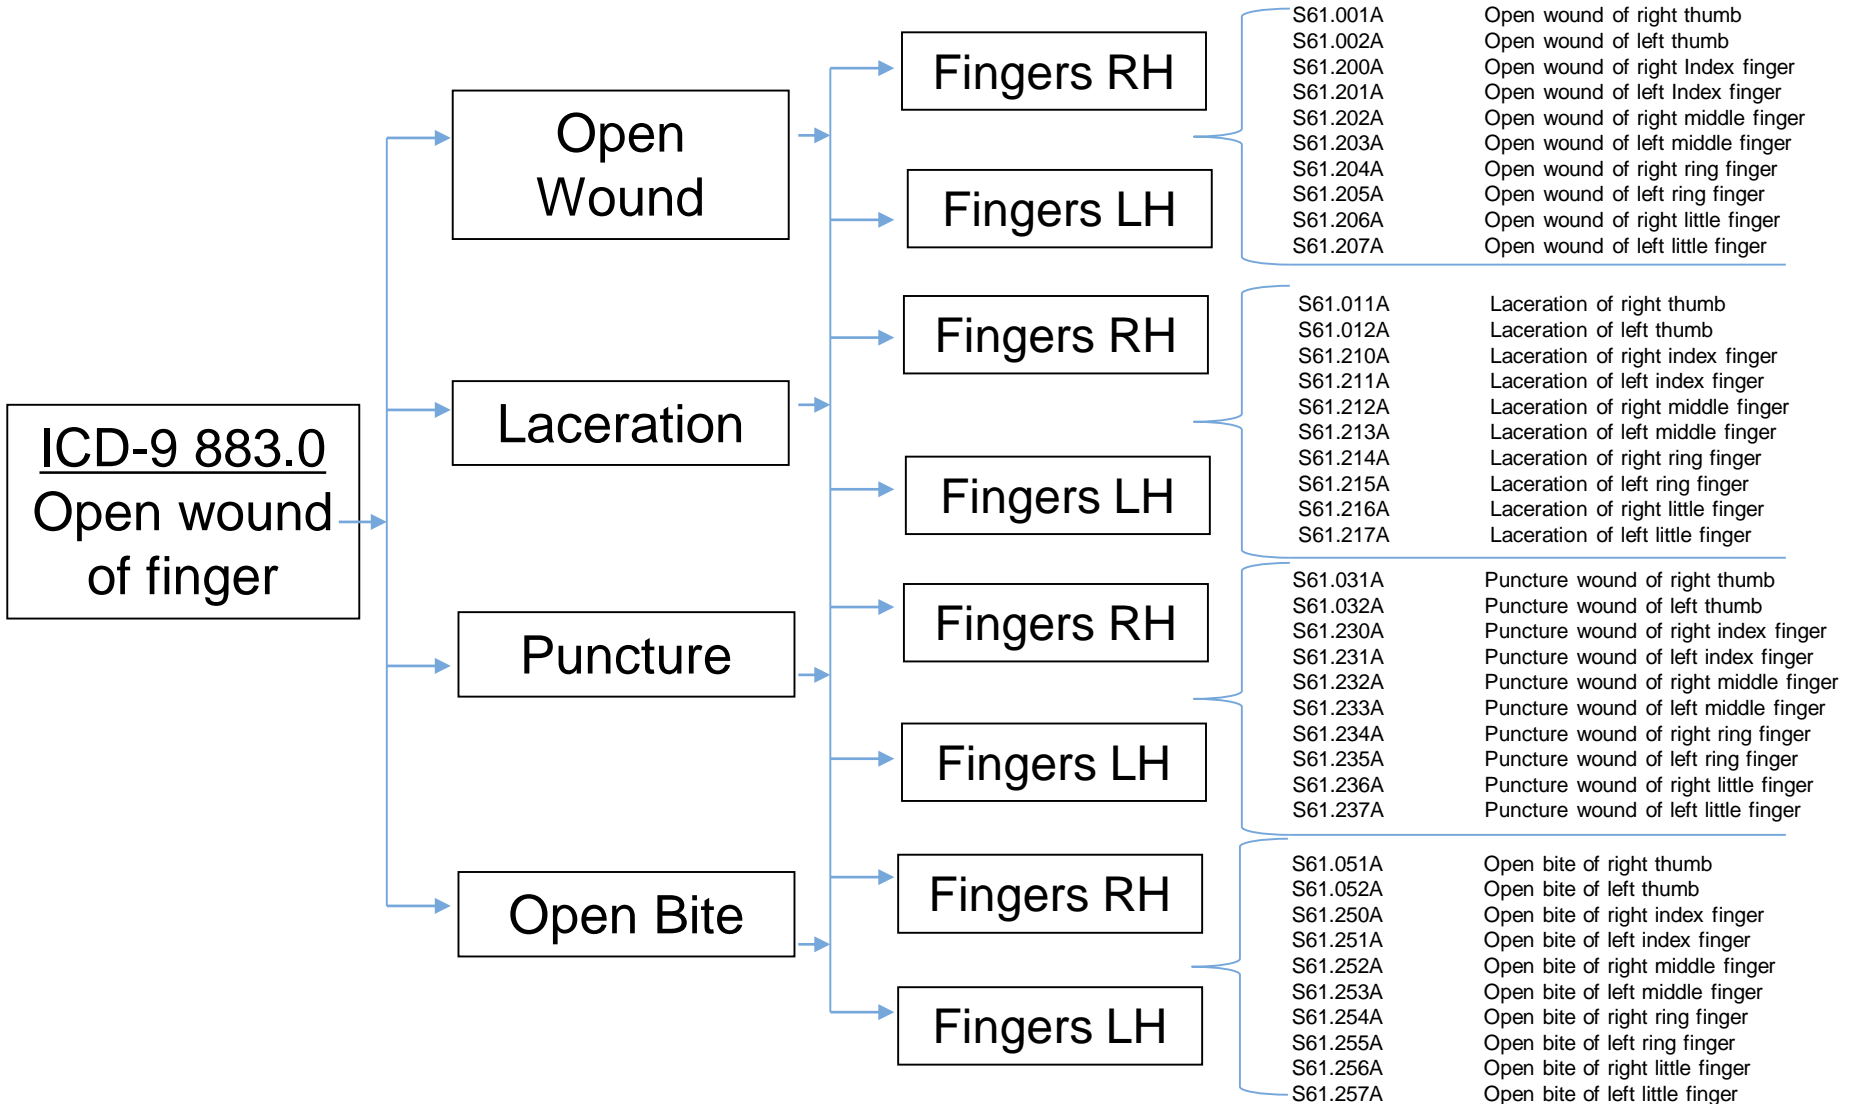 ICD-9 883.0
Open wound
of finger
Open
Wound
Laceration
Puncture
Open Bite
Fingers RH
Fingers LH
Fingers RH
Fingers LH
Fingers RH
Fingers LH
Fingers RH
Fingers LH
S61.001A Open wound of right thumb
S61.002A Open wound of left thumb
S61.200A Open wound of right Index finger
S61.201A Open wound of left Index finger
S61.202A Open wound of right middle finger
S61.203A Open wound of left middle finger
S61.204A Open wound of right ring finger
S61.205A Open wound of left ring finger
S61.206A Open wound of right little finger
S61.207A Open wound of left little finger
S61.011A Laceration of right thumb
S61.012A Laceration of left thumb
S61.210A Laceration of right index finger
S61.211A Laceration of left index finger
S61.212A Laceration of right middle finger
S61.213A Laceration of left middle finger
S61.214A Laceration of right ring finger
S61.215A Laceration of left ring finger
S61.216A Laceration of right little finger
S61.217A Laceration of left little finger
S61.031A Puncture wound of right thumb
S61.032A Puncture wound of left thumb
S61.230A Puncture wound of right index finger
S61.231A Puncture wound of left index finger
S61.232A Puncture wound of right middle finger
S61.233A Puncture wound of left middle finger
S61.234A Puncture wound of right ring finger
S61.235A Puncture wound of left ring finger
S61.236A Puncture wound of right little finger
S61.237A Puncture wound of left little finger
S61.051A Open bite of right thumb
S61.052A Open bite of left thumb
S61.250A Open bite of right index finger
S61.251A Open bite of left index finger
S61.252A Open bite of right middle finger
S61.253A Open bite of left middle finger
S61.254A Open bite of right ring finger
S61.255A Open bite of left ring finger
S61.256A Open bite of right little finger
S61.257A Open bite of left little finger